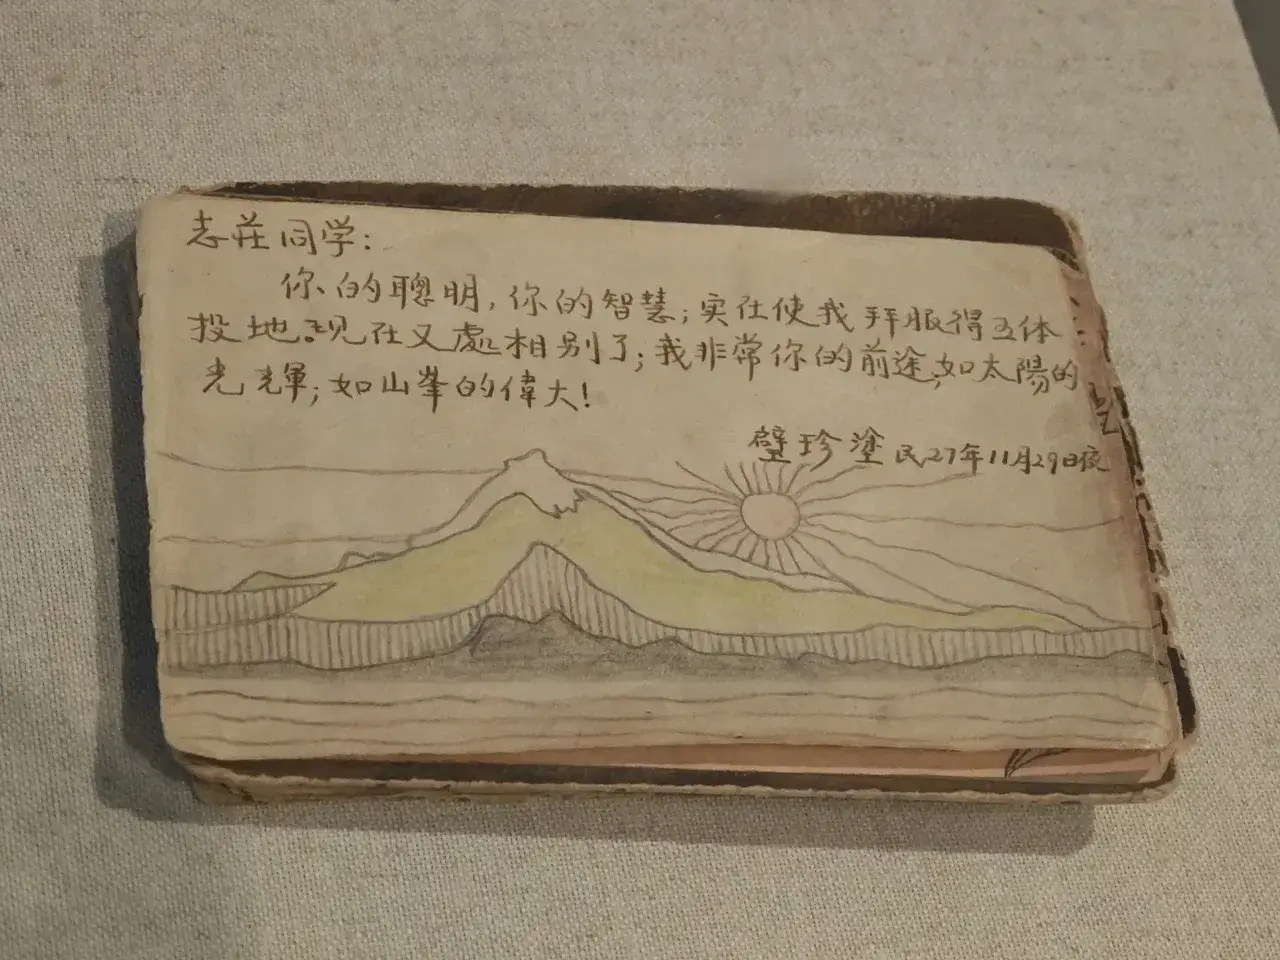 志莊同学:
你的聰明,你的智慧;实在使我拜服得五体
投地。现在又處相别了;我非常你的前途,如太陽的
光輝;如山峯的偉大!
璧珍塗 民27年11月29日夜